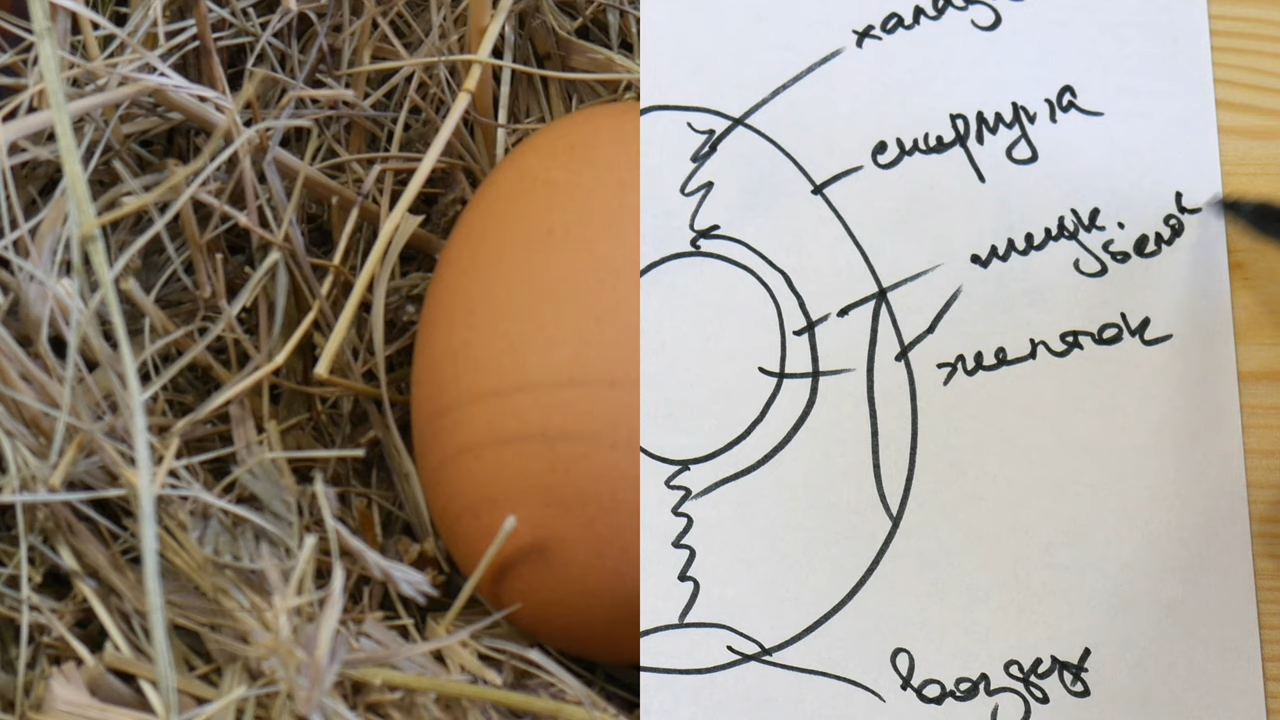 скорлупа
жидк.
белок
желток
воздух